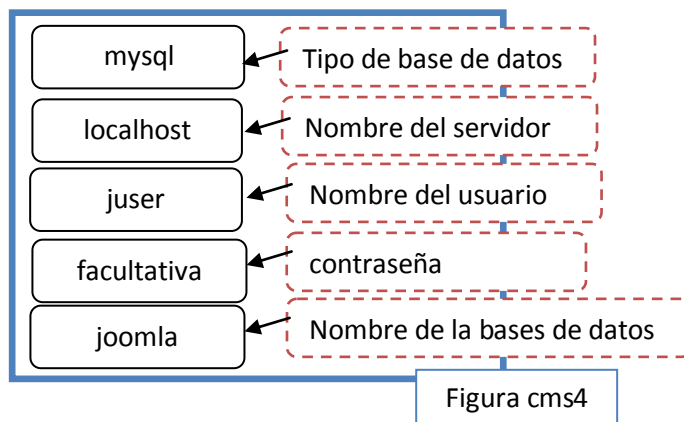 mysql
Tipo de base de datos
localhost
Nombre del servidor
juser
Nombre del usuario
facultativa
contraseña
joomla
Nombre de la bases de datos
Figura cms4